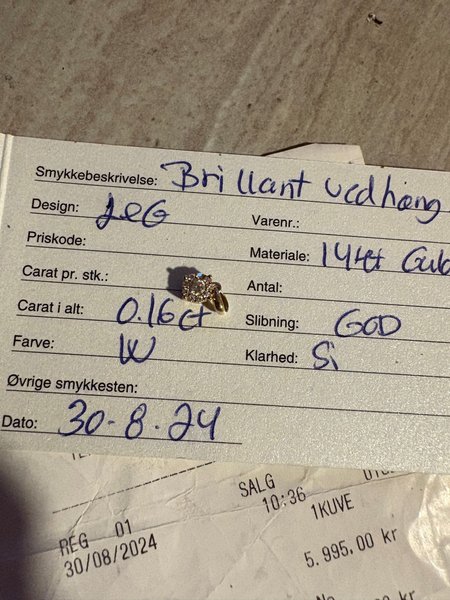 Smykkebeskrivelse: Brillant vedhæng
Design: LeG Varenr.:
Priskode: Materiale: 14kt Guld
Carat pr. stk.: Antal:
Carat i alt: 0.16ct Slibning: GOD
Farve: W Klarhed: Si
Øvrige smykkesten:
Dato: 30-8.24
SALG
REG 01 10:36
30/08/2024 1KUVE
5.995.00 kr
kr